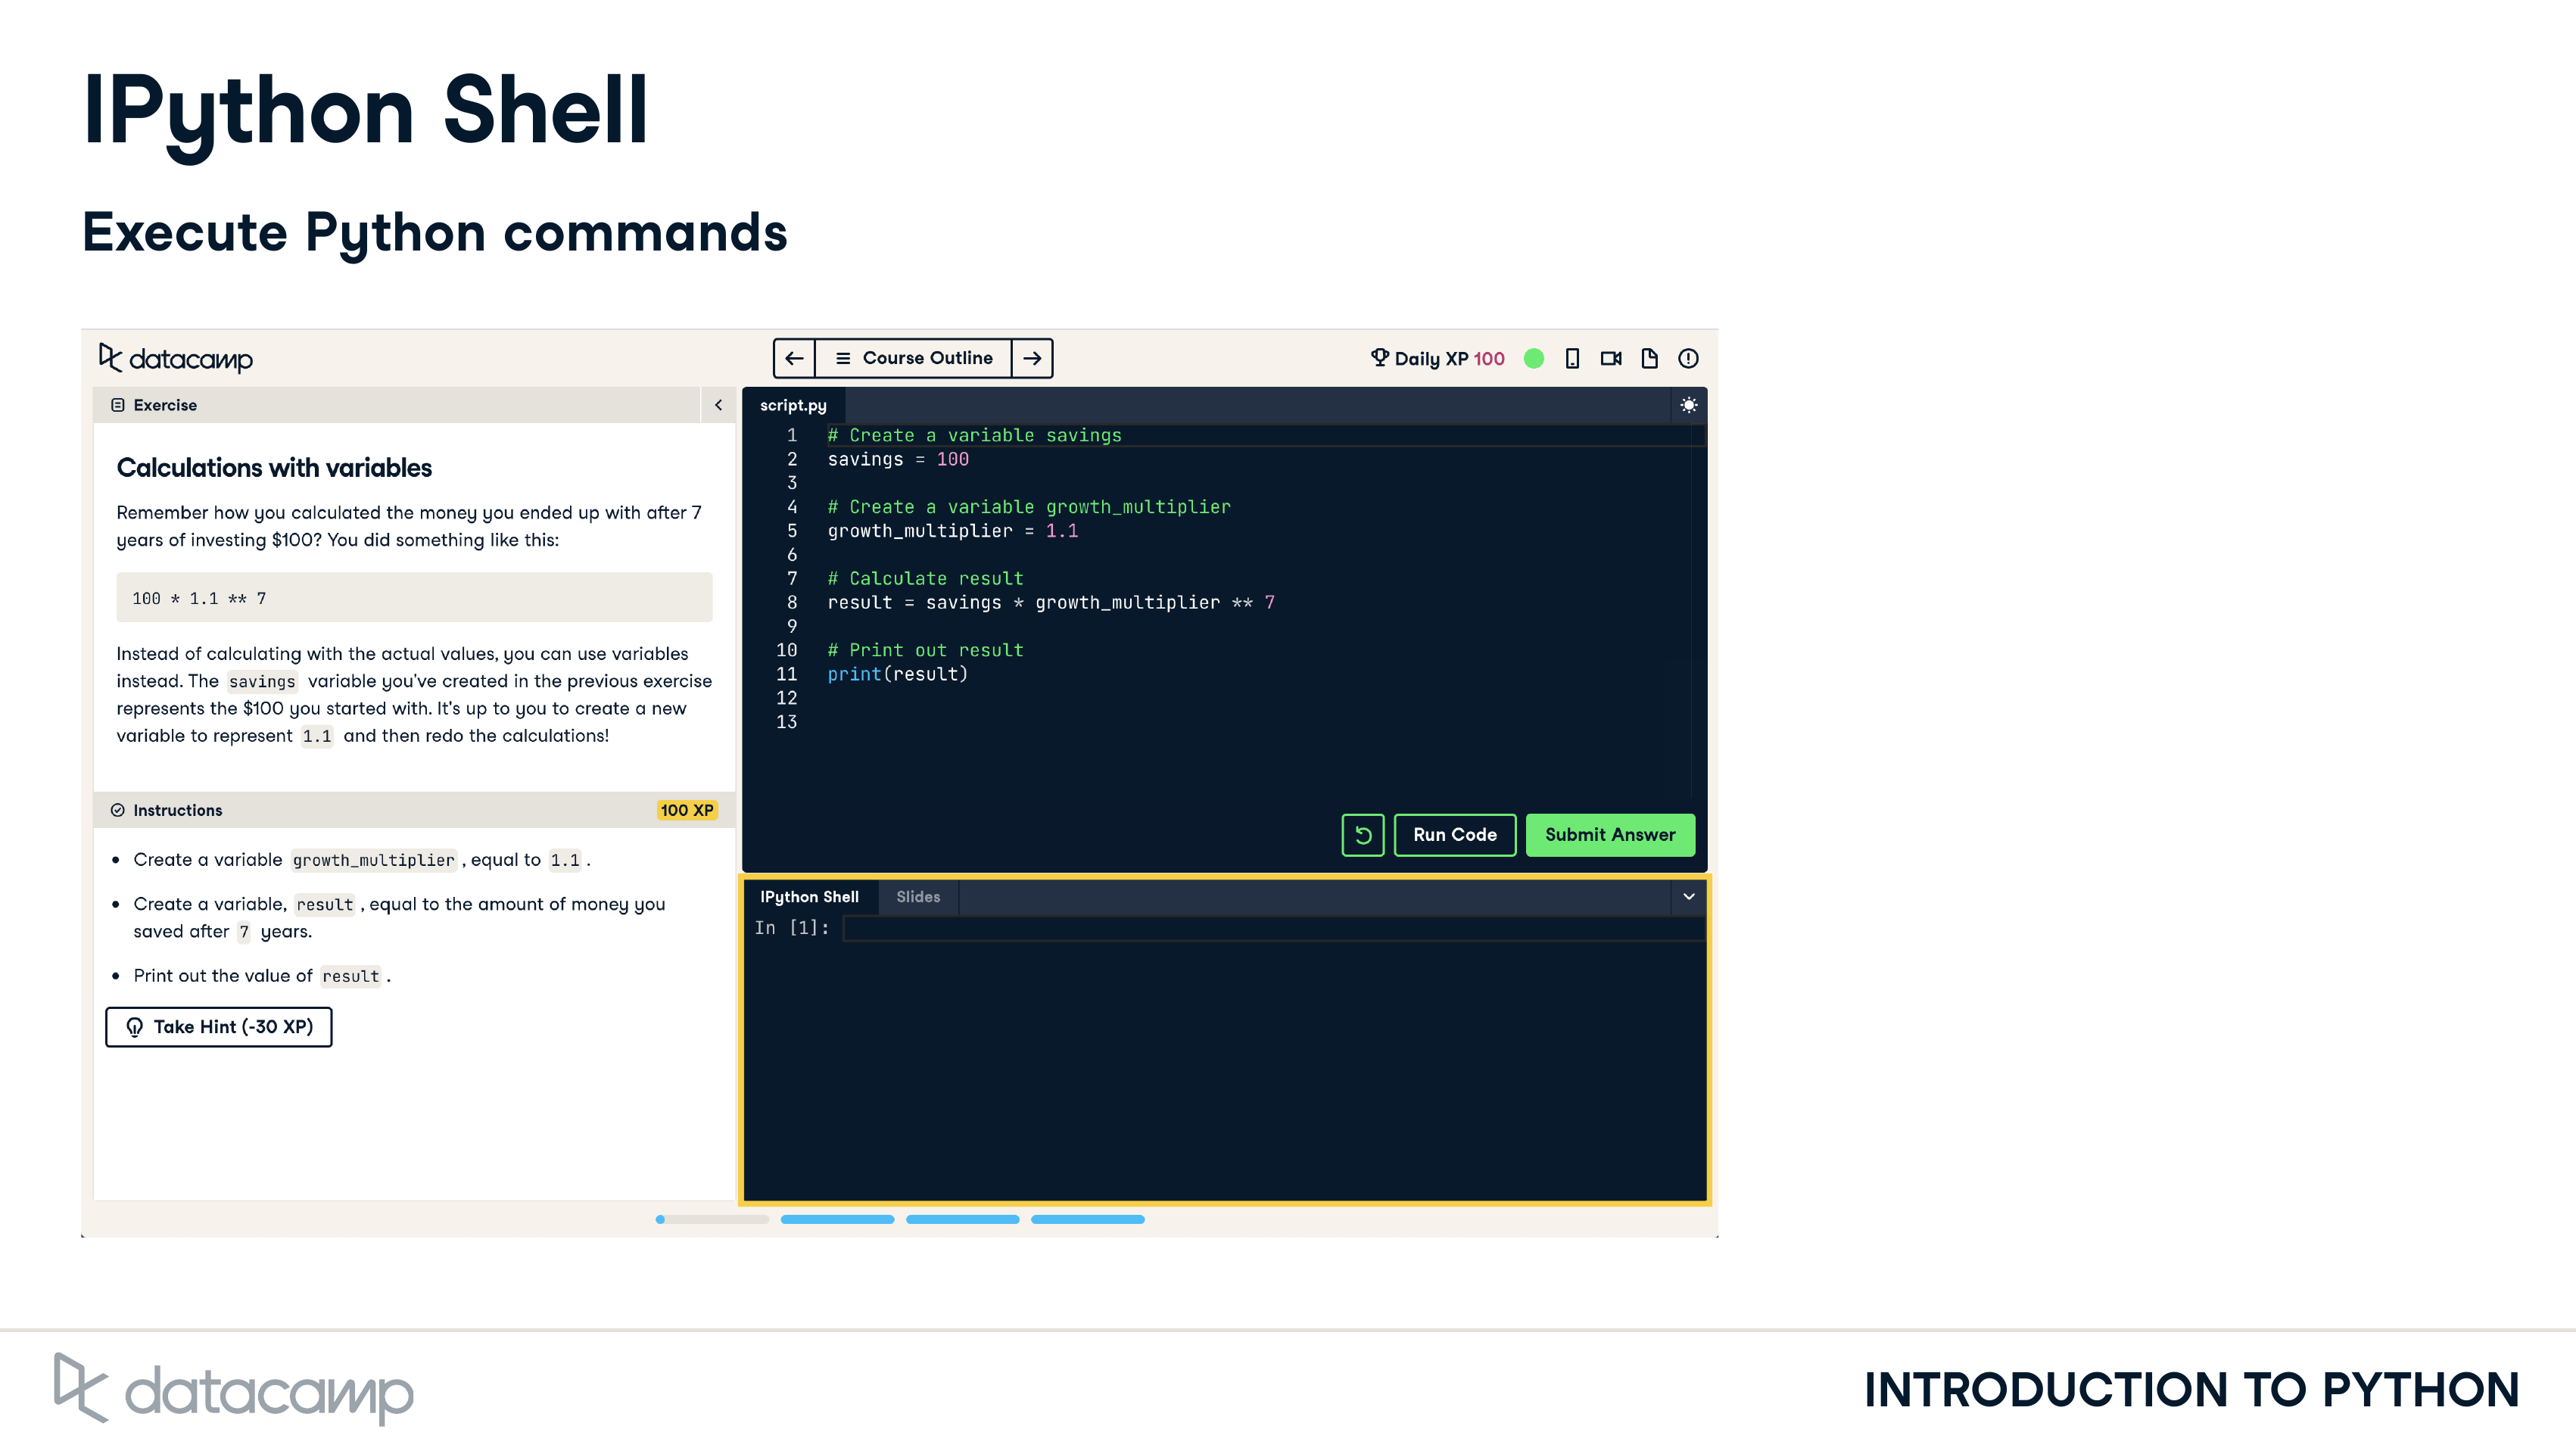 IPython Shell
Execute Python commands
datacamp
Course Outline
Daily XP 100
Exercise
Calculations with variables
Remember how you calculated the money you ended up with after 7
years of investing $100? You did something like this:
100 * 1.1 ** 7
Instead of calculating with the actual values, you can use variables
instead. The savings variable you've created in the previous exercise
represents the $100 you started with. It's up to you to create a new
variable to represent 1.1 and then redo the calculations!
Instructions
100 XP
• Create a variable growth_multiplier, equal to 1.1.
• Create a variable, result, equal to the amount of money you
saved after 7 years.
• Print out the value of result.
Take Hint (-30 XP)
script.py
1 # Create a variable savings
2 savings = 100
3
4 # Create a variable growth_multiplier
5 growth_multiplier = 1.1
6
7 # Calculate result
8 result = savings * growth_multiplier ** 7
9
10 # Print out result
11 print(result)
12
13
Run Code
Submit Answer
IPython Shell
Slides
In [1]:
datacamp
INTRODUCTION TO PYTHON